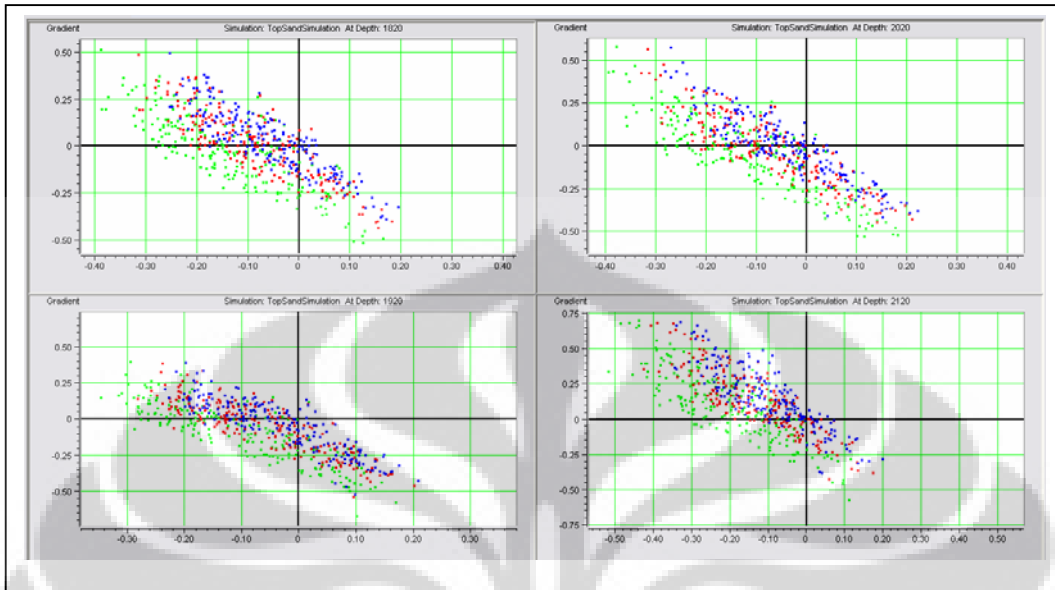 Gradient Simulation: TopSandSimulation At Depth: 1820
0.50
0.25
0
-0.25
-0.50
-0.40 -0.30 -0.20 -0.10 0 0.10 0.20 0.30 0.40
Gradient Simulation: TopSandSimulation At Depth: 2020
0.50
0.25
0
-0.25
-0.50
-0.40 -0.30 -0.20 -0.10 0 0.10 0.20 0.30 0.40
Gradient Simulation: TopSandSimulation At Depth: 1920
0.50
0.25
0
-0.25
-0.50
-0.30 -0.20 -0.10 0 0.10 0.20 0.30
Gradient Simulation: TopSandSimulation At Depth: 2120
0.75
0.50
0.25
0
-0.25
-0.50
-0.75
-0.50 -0.40 -0.30 -0.20 -0.10 0 0.10 0.20 0.30 0.40 0.50